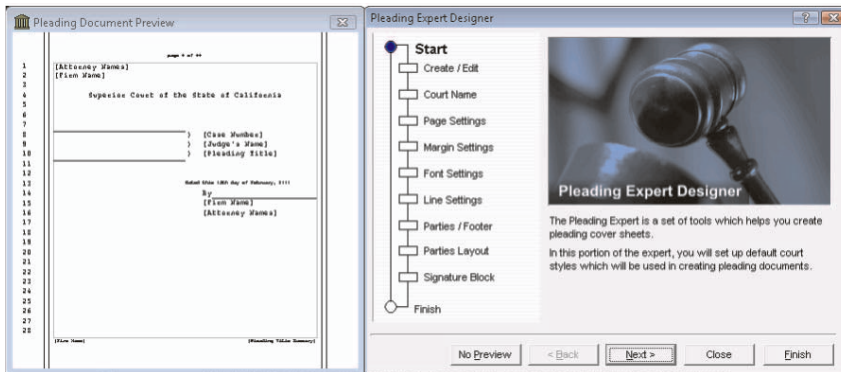 Pleading Document Preview
page # of ##
1 [Attorney Names]
2 [Firm Name]
3
4 Superior Court of the State of California
5
6
7
8 ) [Case Number]
9 ) [Judge's Name]
10 ) [Pleading Title]
11
12
13 Dated this 18th day of February,
14 By
15 [Firm Name]
16 [Attorney Names]
17
18
19
20
21
22
23
24
25
26
27
28
[Firm Name] [Pleading Title Summary]
Pleading Expert Designer
Start
Create / Edit
Court Name
Page Settings
Margin Settings
Font Settings
Line Settings
Parties / Footer
Parties Layout
Signature Block
Finish
Pleading Expert Designer
The Pleading Expert is a set of tools which helps you create
pleading cover sheets.
In this portion of the expert, you will set up default court
styles which will be used in creating pleading documents.
No Preview < Back Next > Close Finish